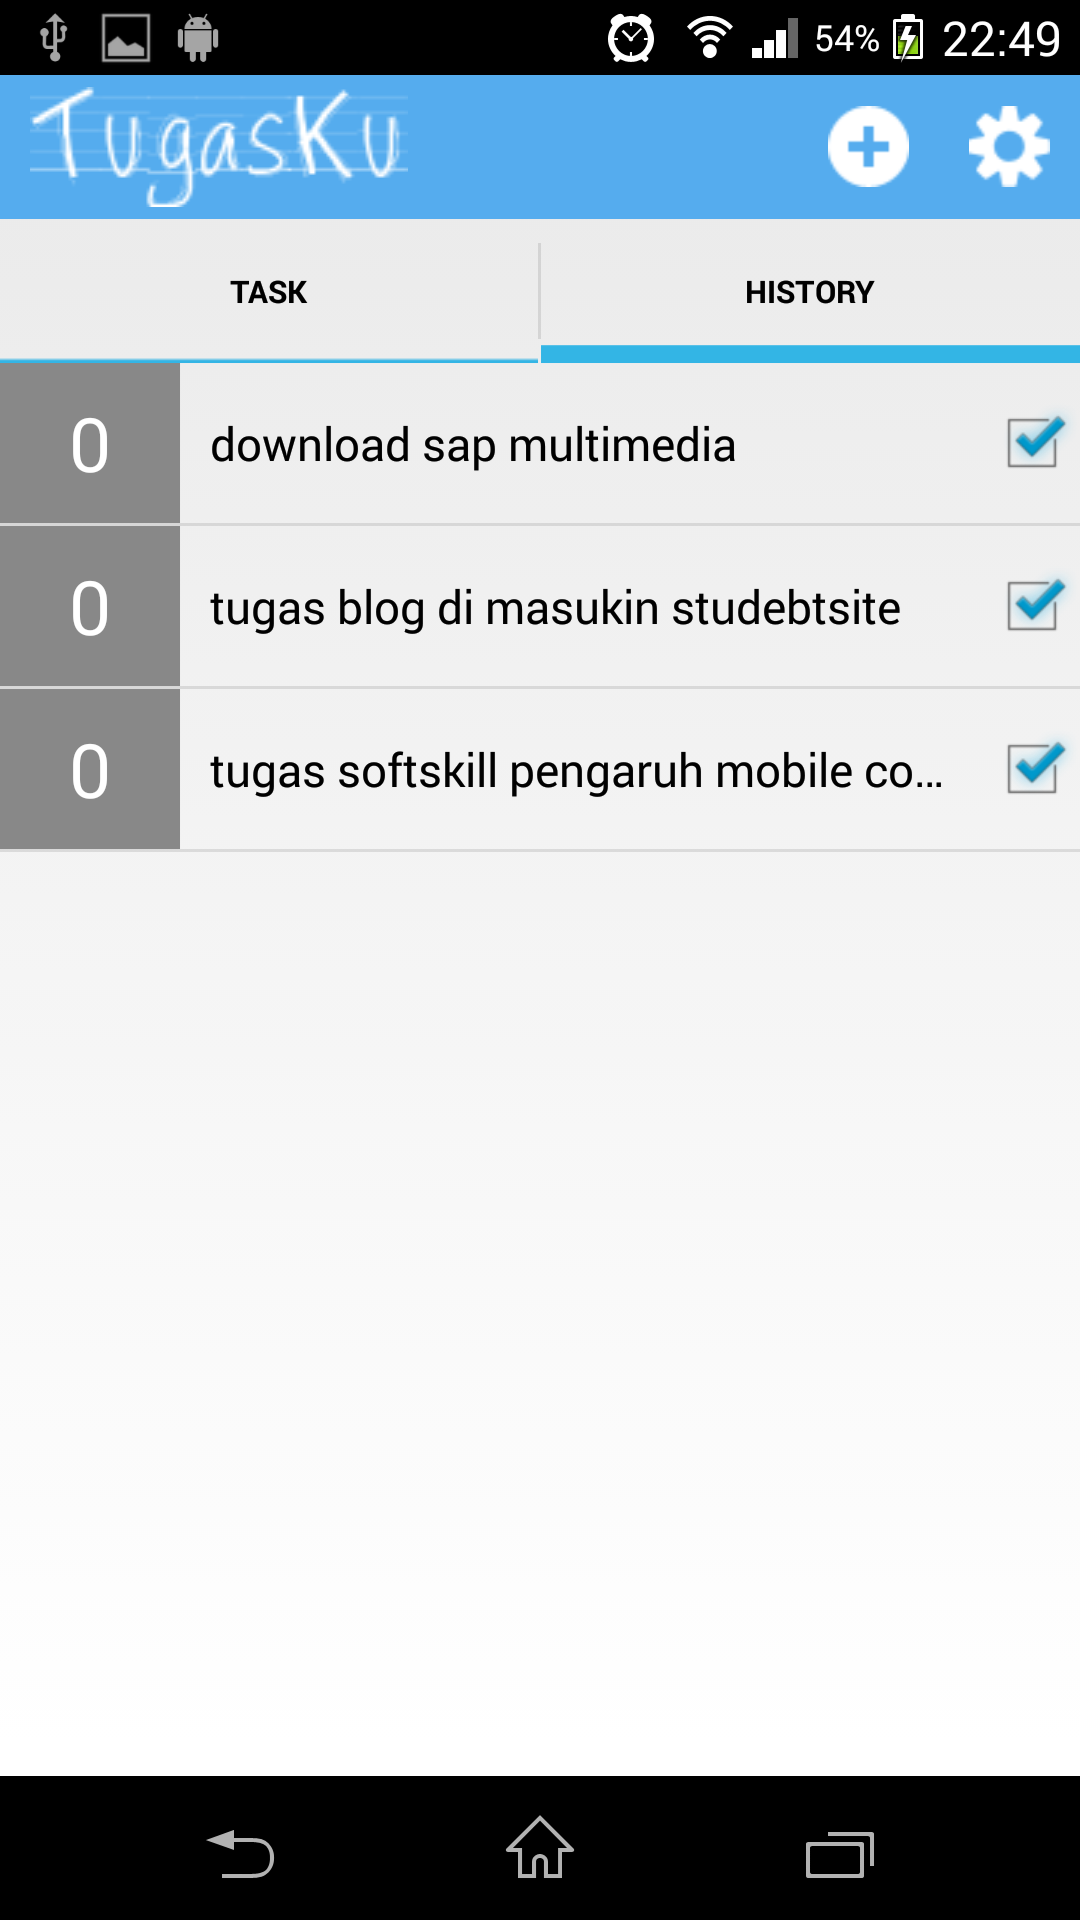 54% 22:49
TugasKu
TASK HISTORY
0 download sap multimedia
0 tugas blog di masukin studebtsite
0 tugas softskill pengaruh mobile co...